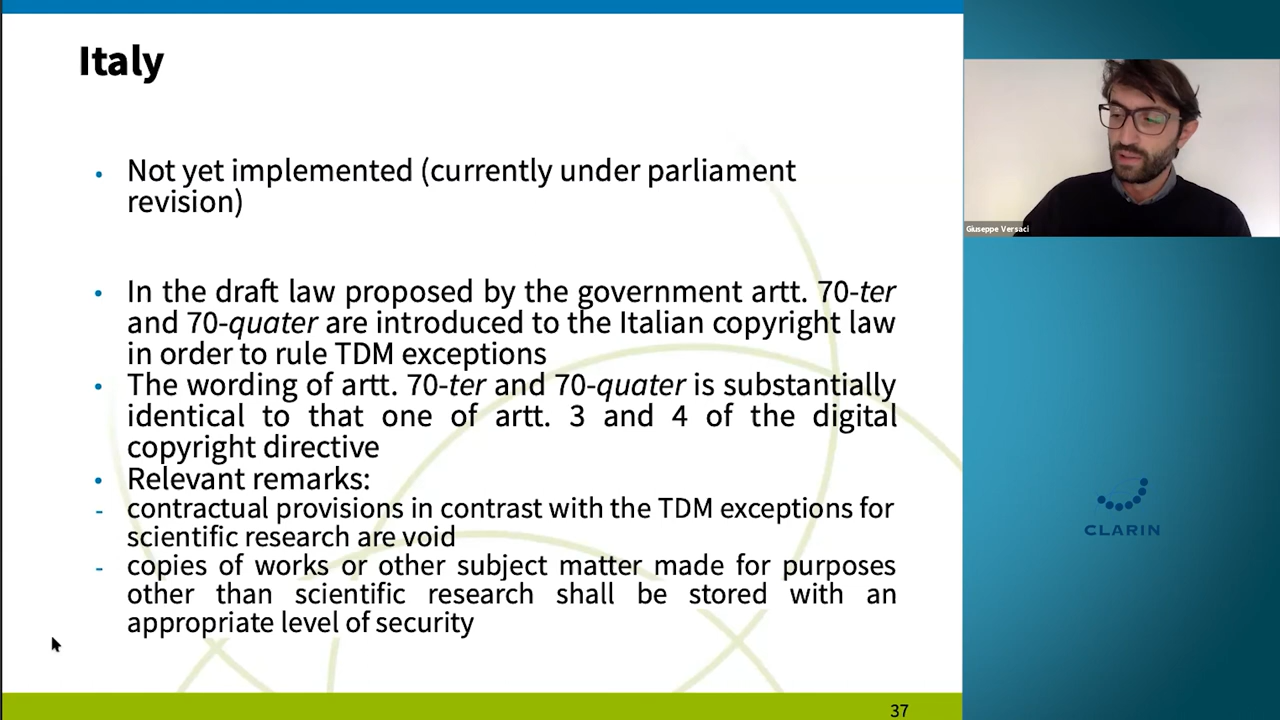 Italy
• Not yet implemented (currently under parliament
revision)
• In the draft law proposed by the government artt. 70-ter
and 70-quater are introduced to the Italian copyright law
in order to rule TDM exceptions
• The wording of artt. 70-ter and 70-quater is substantially
identical to that one of artt. 3 and 4 of the digital
copyright directive
• Relevant remarks:
- contractual provisions in contrast with the TDM exceptions for
scientific research are void
- copies of works or other subject matter made for purposes
other than scientific research shall be stored with an
appropriate level of security
37
Giuseppe Versaci
CLARIN